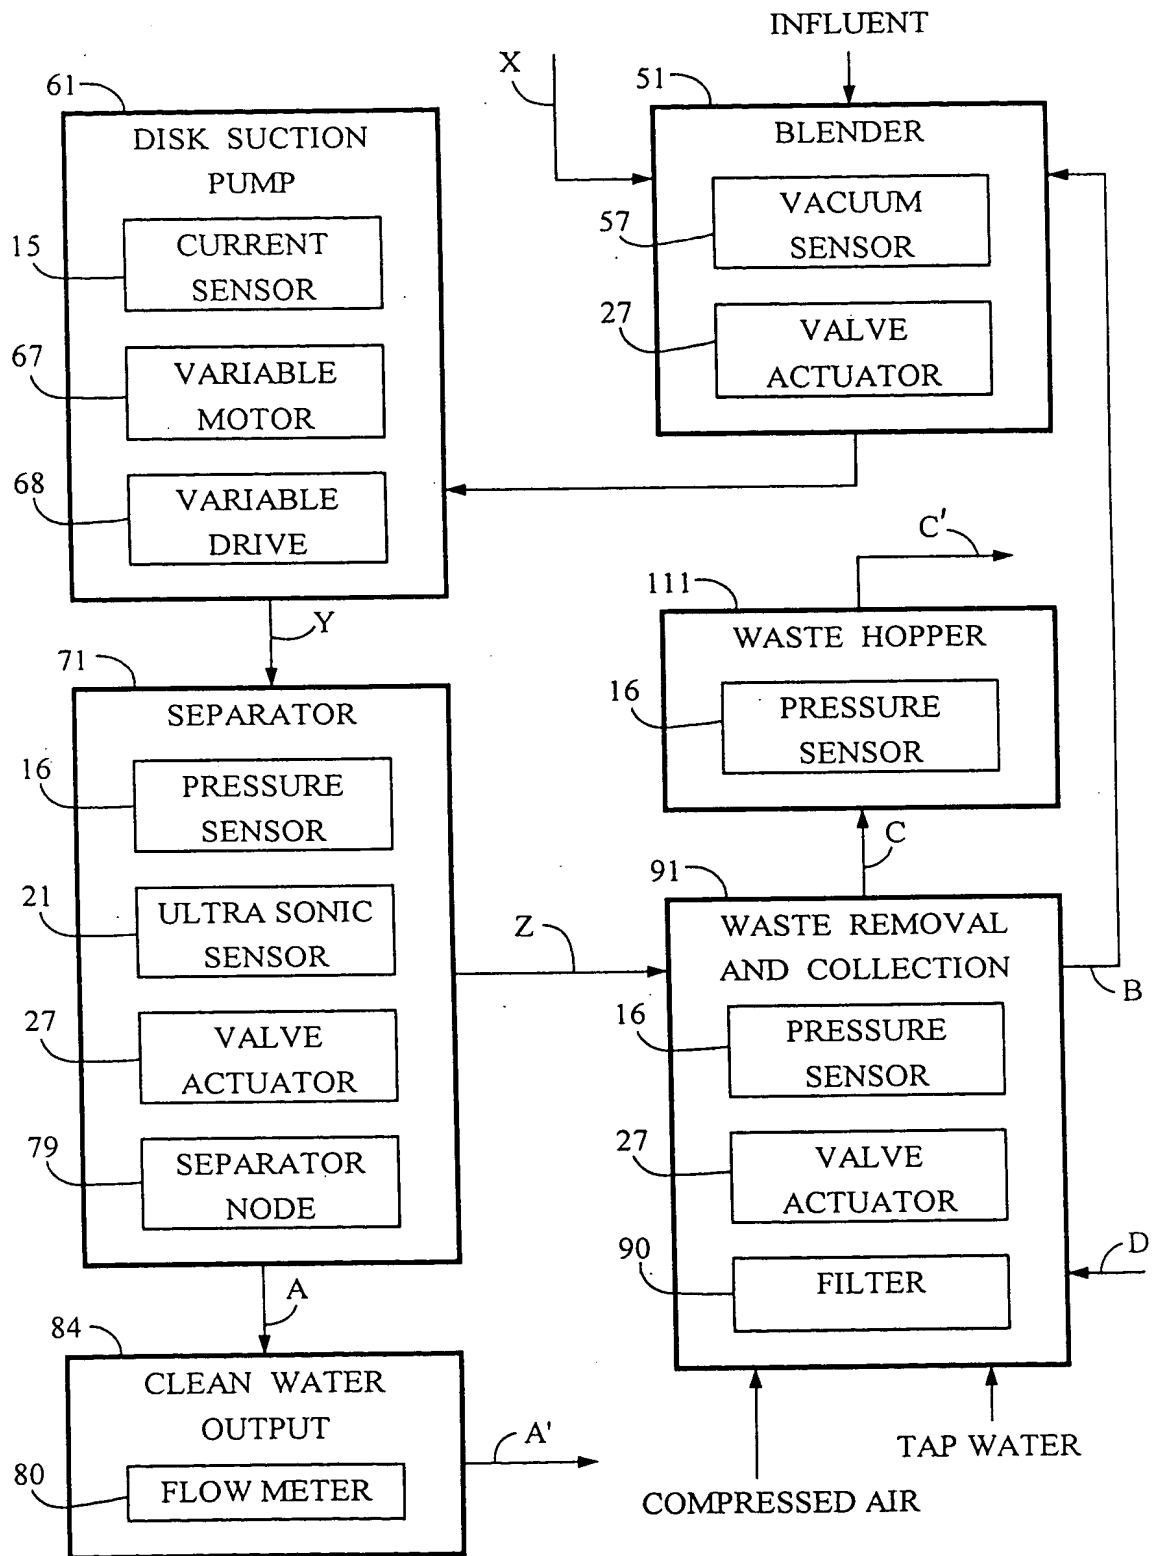 INFLUENT
X
51
BLENDER
57
VACUUM
SENSOR
27
VALVE
ACTUATOR
61
DISK SUCTION
PUMP
15
CURRENT
SENSOR
67
VARIABLE
MOTOR
68
VARIABLE
DRIVE
Y
C'
111
WASTE HOPPER
16
PRESSURE
SENSOR
C
71
SEPARATOR
16
PRESSURE
SENSOR
21
ULTRA SONIC
SENSOR
27
VALVE
ACTUATOR
79
SEPARATOR
NODE
Z
91
WASTE REMOVAL
AND COLLECTION
B
16
PRESSURE
SENSOR
27
VALVE
ACTUATOR
90
FILTER
D
A
84
CLEAN WATER
OUTPUT
80
FLOW METER
A'
TAP WATER
COMPRESSED AIR